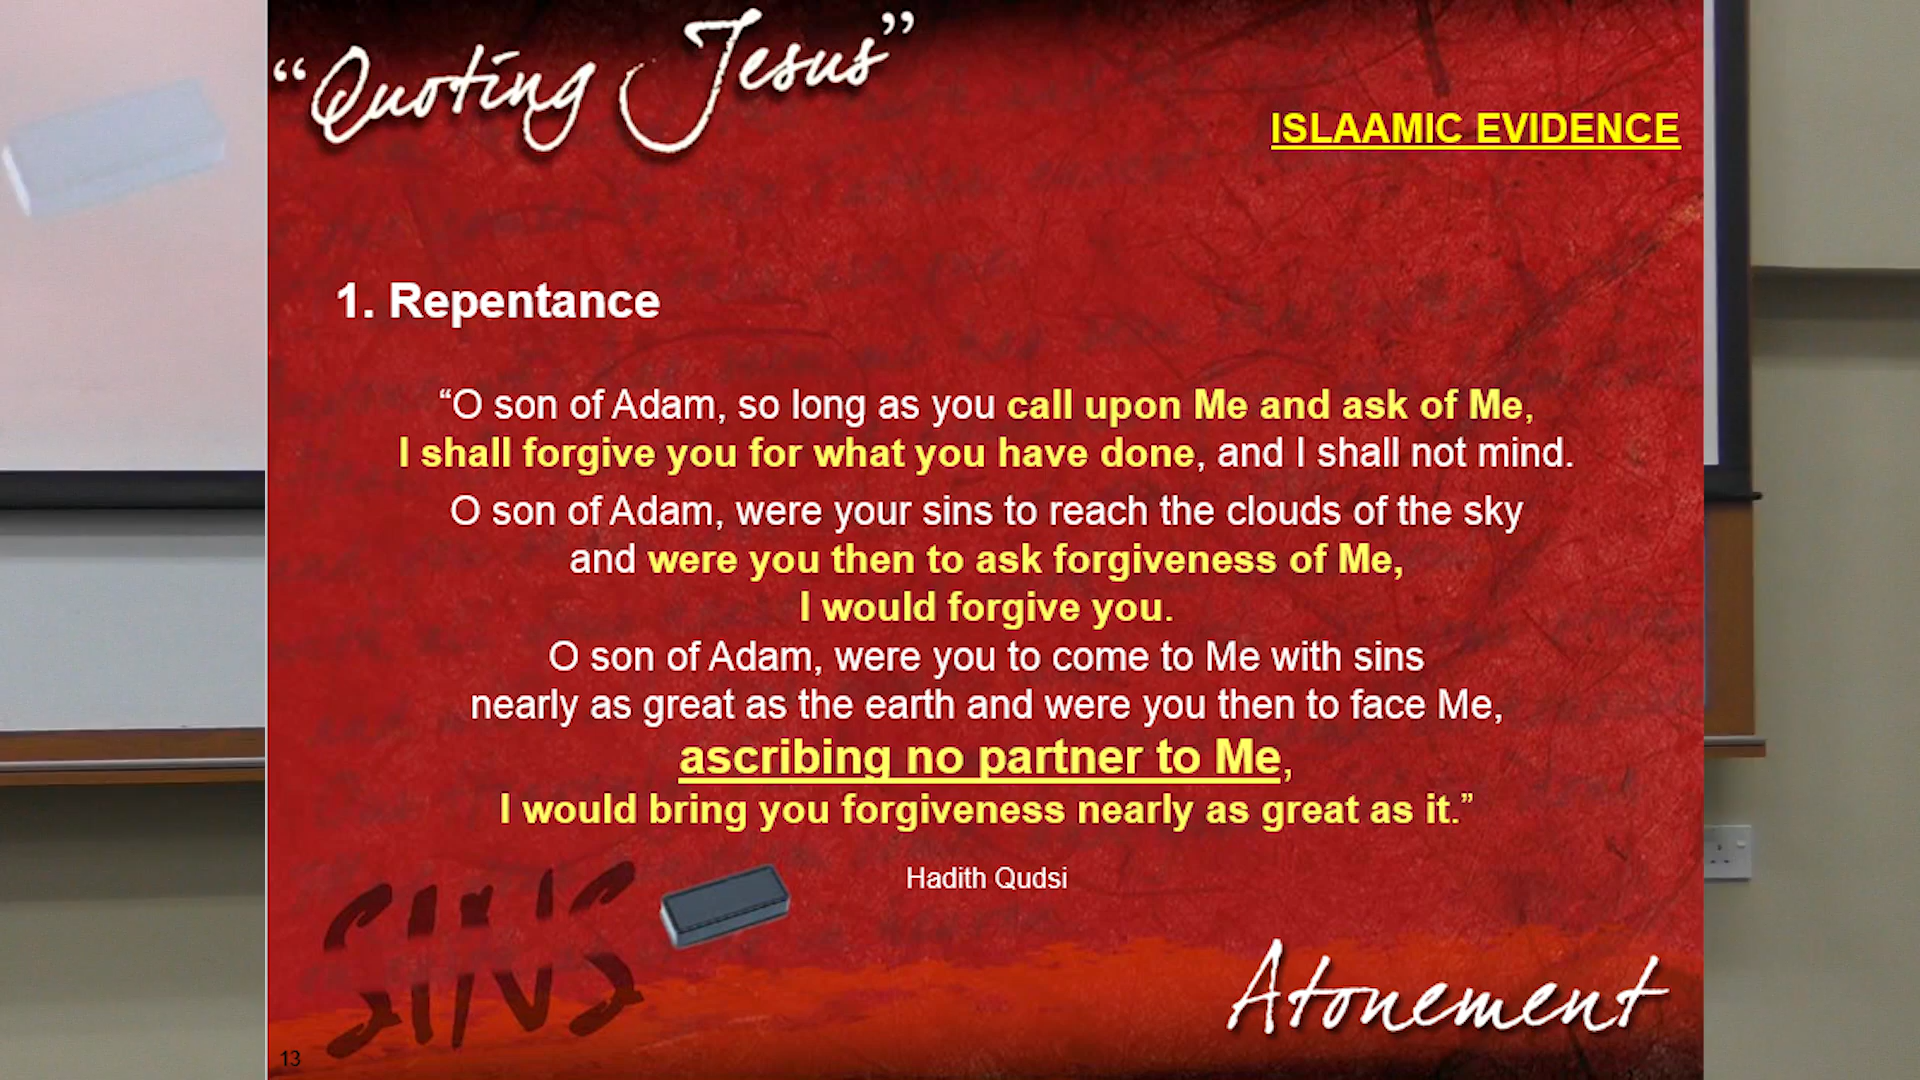 “Quoting Jesus”
ISLAAMIC EVIDENCE
1. Repentance
“O son of Adam, so long as you call upon Me and ask of Me,
I shall forgive you for what you have done, and I shall not mind.
O son of Adam, were your sins to reach the clouds of the sky
and were you then to ask forgiveness of Me,
I would forgive you.
O son of Adam, were you to come to Me with sins
nearly as great as the earth and were you then to face Me,
ascribing no partner to Me,
I would bring you forgiveness nearly as great as it.”
Hadith Qudsi
SINS
Atonement
13